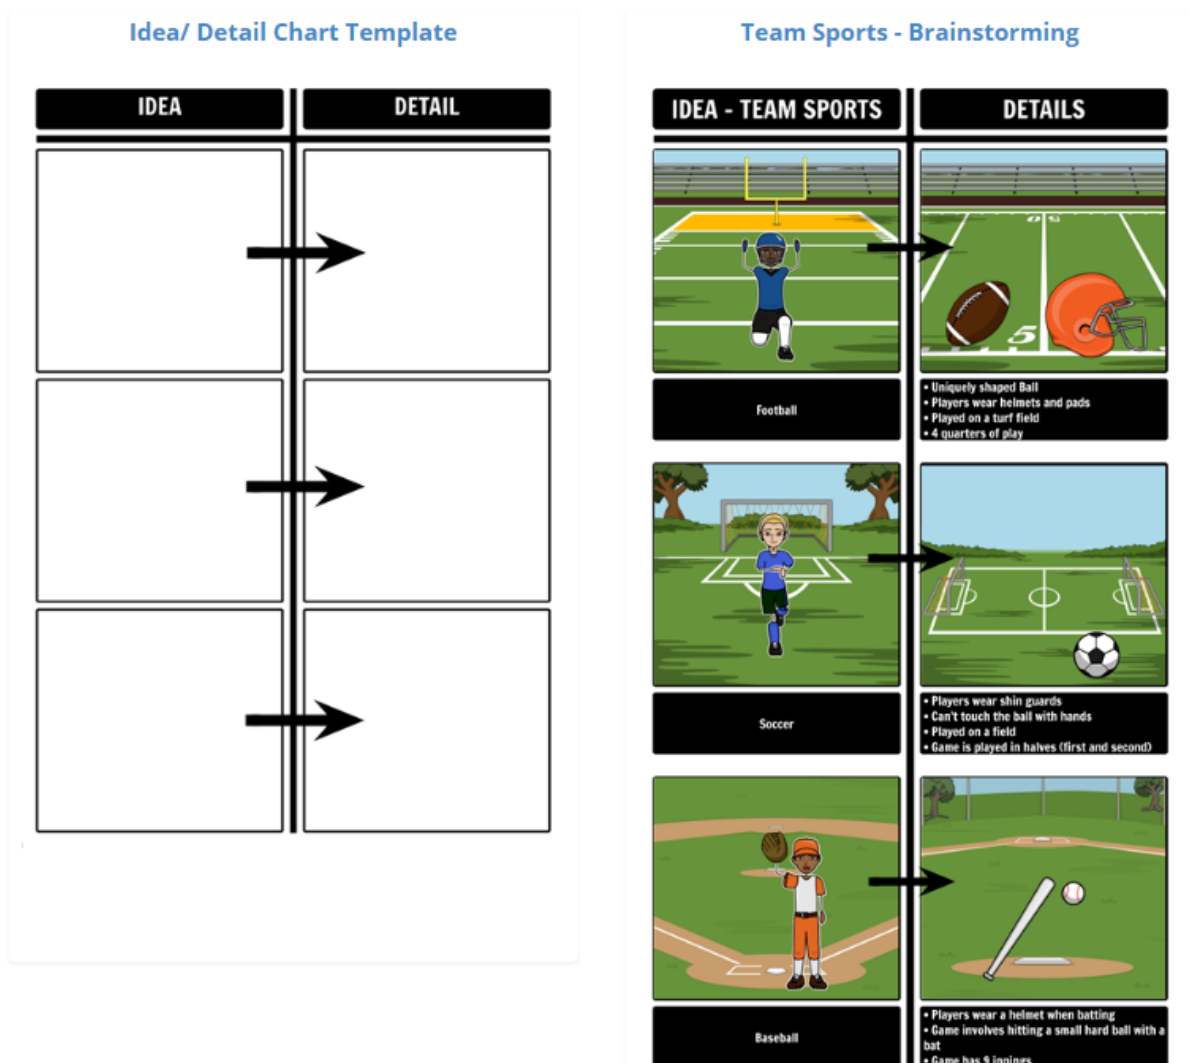 Idea/ Detail Chart Template
IDEA
DETAIL
Team Sports - Brainstorming
IDEA - TEAM SPORTS
DETAILS
05
5
Football
• Uniquely shaped Ball
• Players wear helmets and pads
• Played on a turf field
• 4 quarters of play
Soccer
• Players wear shin guards
• Can't touch the ball with hands
• Played on a field
• Game is played in halves (first and second)
Baseball
• Players wear a helmet when batting
• Game involves hitting a small hard ball with a
bat
• Game has 9 innings